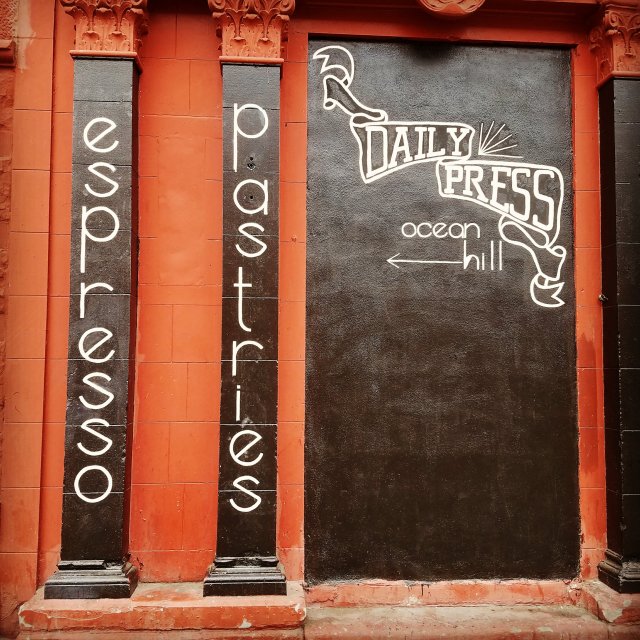 espresso
pastries
DAILY
PRESS
ocean
hill